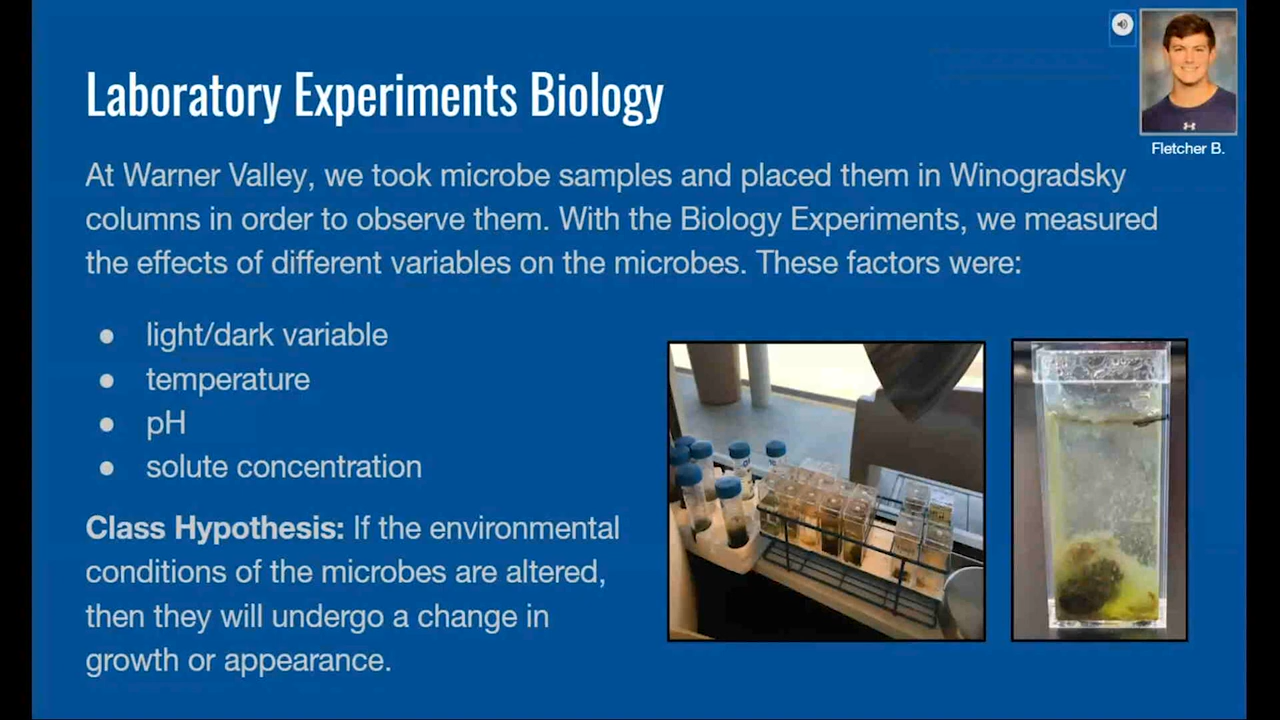 Laboratory Experiments Biology
Fletcher B.
At Warner Valley, we took microbe samples and placed them in Winogradsky
columns in order to observe them. With the Biology Experiments, we measured
the effects of different variables on the microbes. These factors were:
● light/dark variable
● temperature
● pH
● solute concentration
Class Hypothesis: If the environmental
conditions of the microbes are altered,
then they will undergo a change in
growth or appearance.